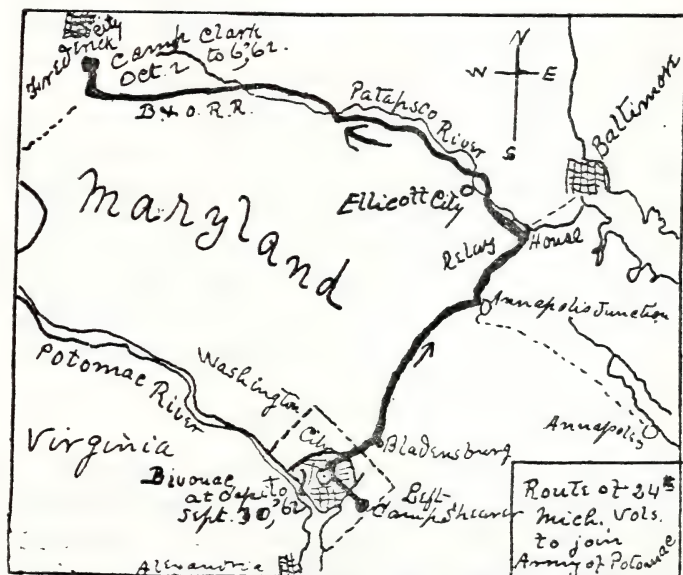 Frederick City
Camp Clark
Oct. 2 to 6,'62.
B & O. R. R.
Patapsco
River
N
W E
S
Baltimore
Ellicott City
Maryland
Relay House
Annapolis Junction
Annapolis
Potomac
River
Virginia
Washington
City
Bladensburg
Bivouac
at Capitol
Sept. 30,'62
Left
Camp Shearer
Alexandria
Route of 24th
Mich. Vols.
to join
Army of Potomac